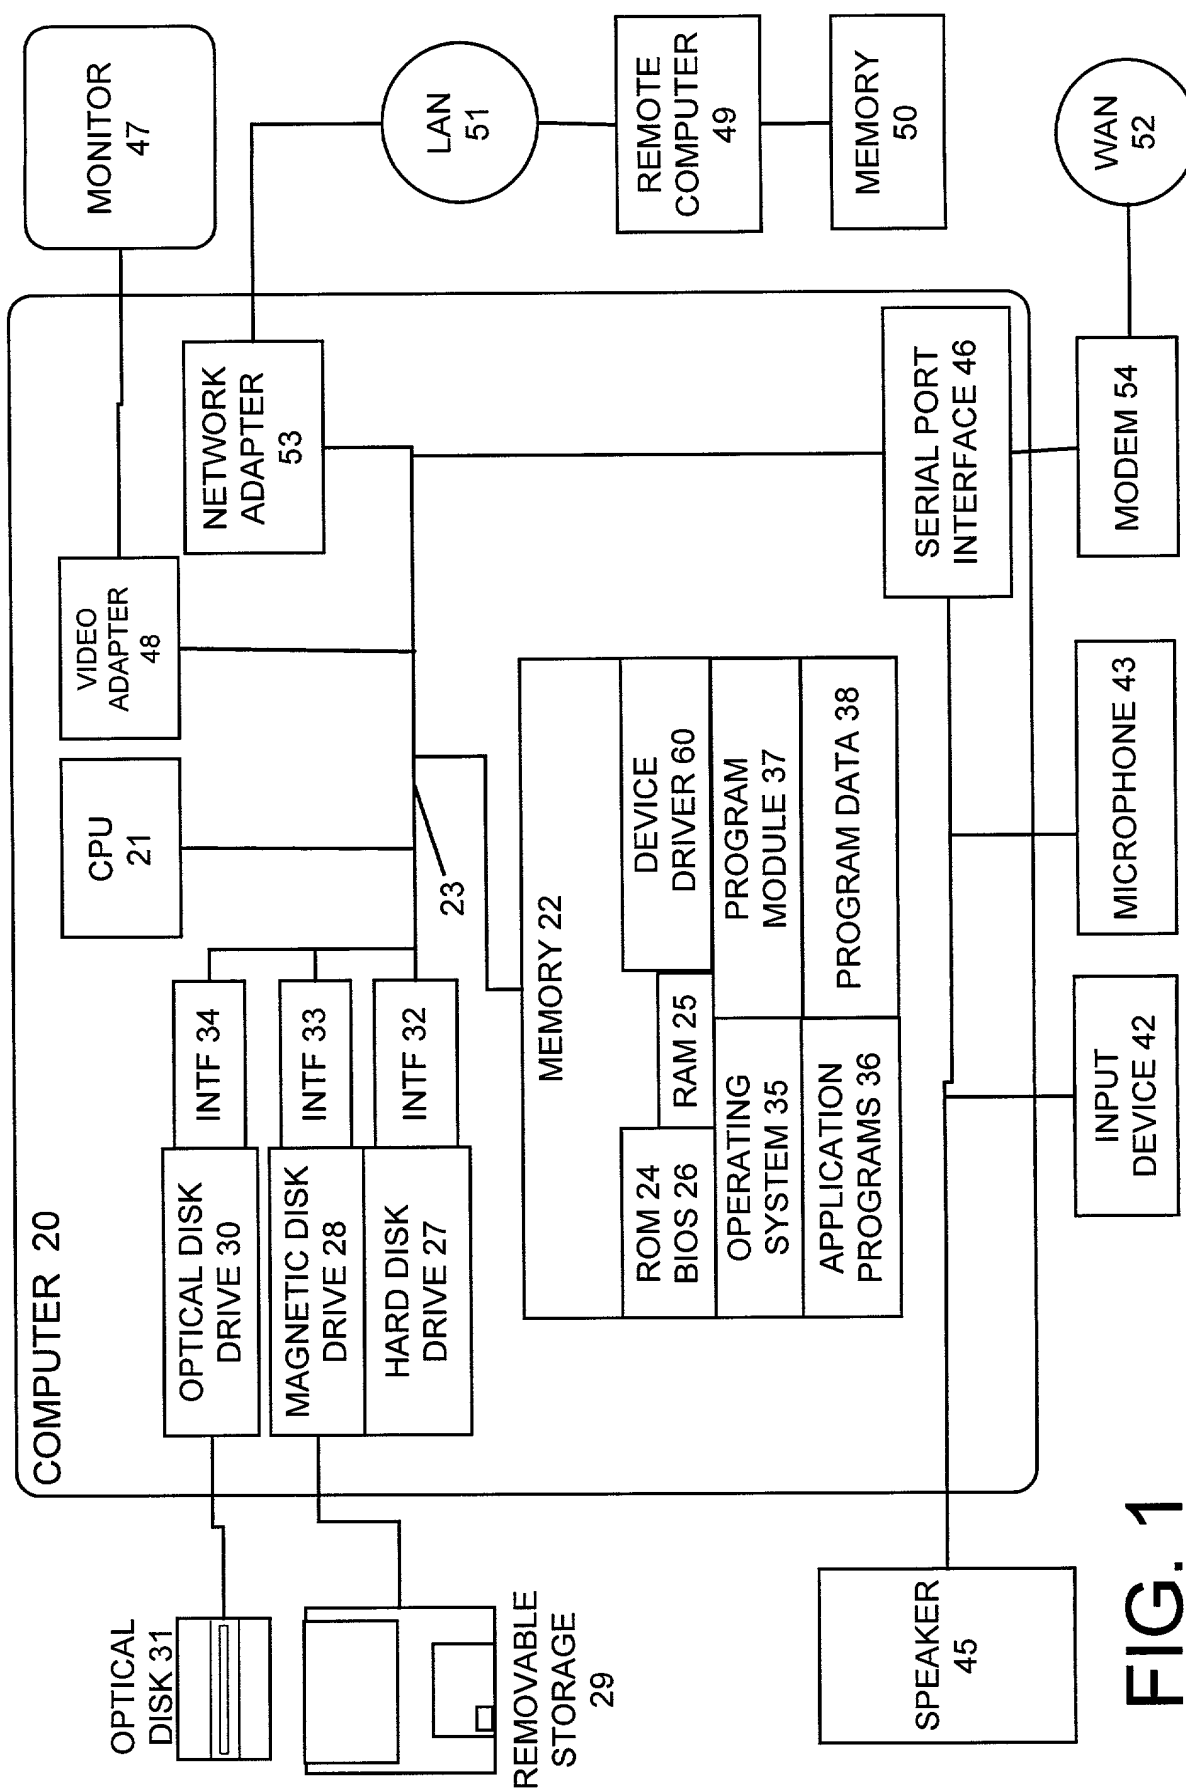 COMPUTER 20
OPTICAL
DISK 31
OPTICAL DISK
DRIVE 30
INTF 34
CPU
21
VIDEO
ADAPTER
48
MONITOR
47
REMOVABLE
STORAGE
29
MAGNETIC DISK
DRIVE 28
INTF 33
HARD DISK
DRIVE 27
INTF 32
23
NETWORK
ADAPTER
53
LAN
51
MEMORY 22
ROM 24
BIOS 26
RAM 25
DEVICE
DRIVER 60
OPERATING
SYSTEM 35
PROGRAM
MODULE 37
APPLICATION
PROGRAMS 36
PROGRAM DATA 38
REMOTE
COMPUTER
49
MEMORY
50
SERIAL PORT
INTERFACE 46
SPEAKER
45
INPUT
DEVICE 42
MICROPHONE 43
MODEM 54
WAN
52
FIG. 1